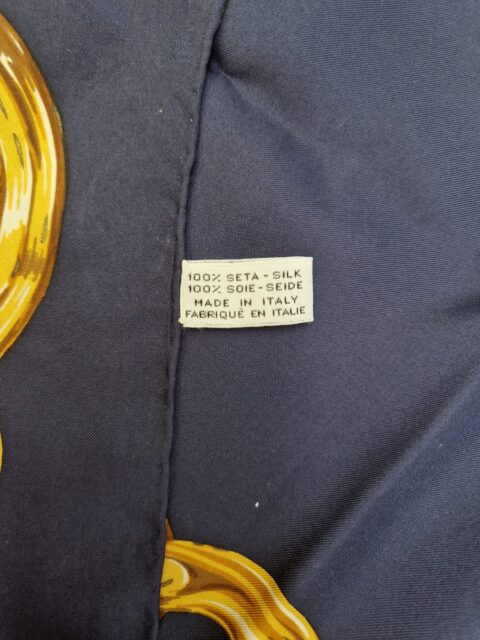 100% SETA - SILK
100% SOIE - SEIDE
MADE IN ITALY
FABRIQUÈ EN ITALIE